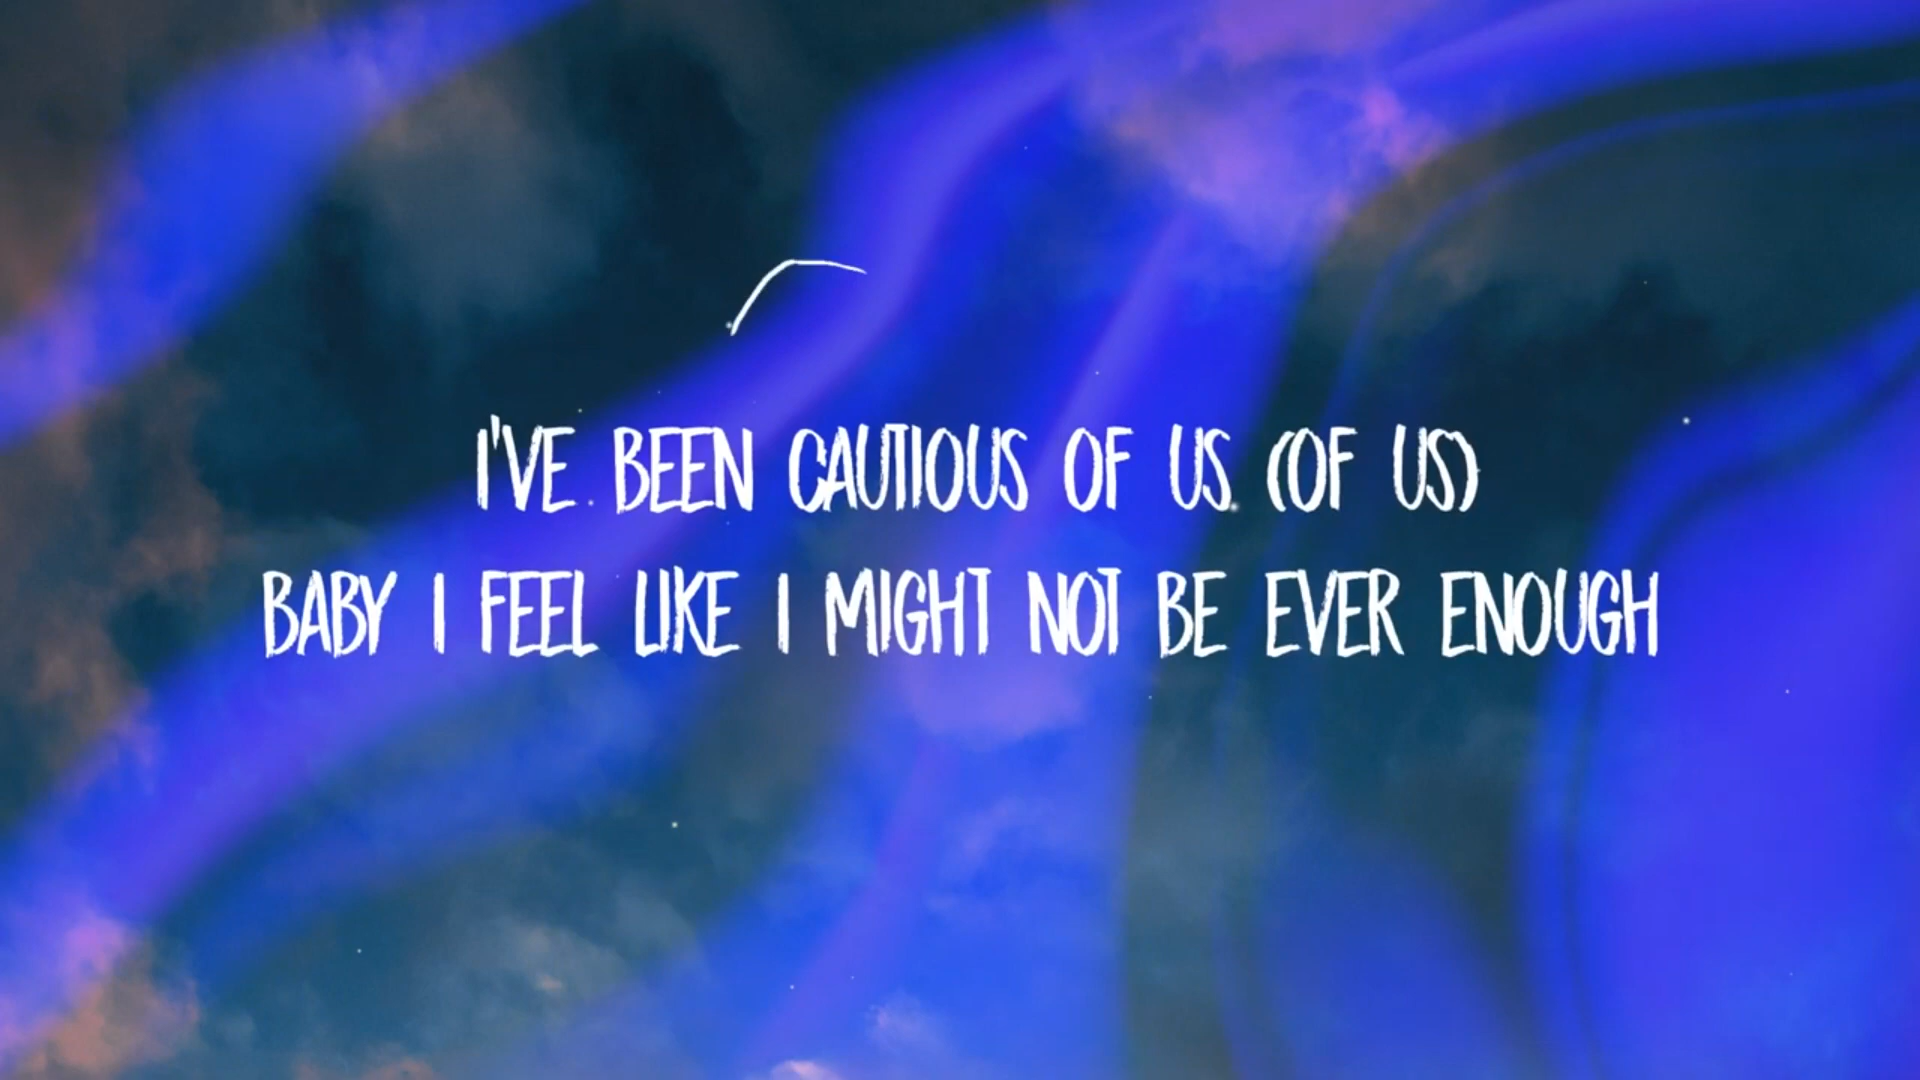 I'VE BEEN CAUTIOUS OF US (OF US)
BABY I FEEL LIKE I MIGHT NOT BE EVER ENOUGH